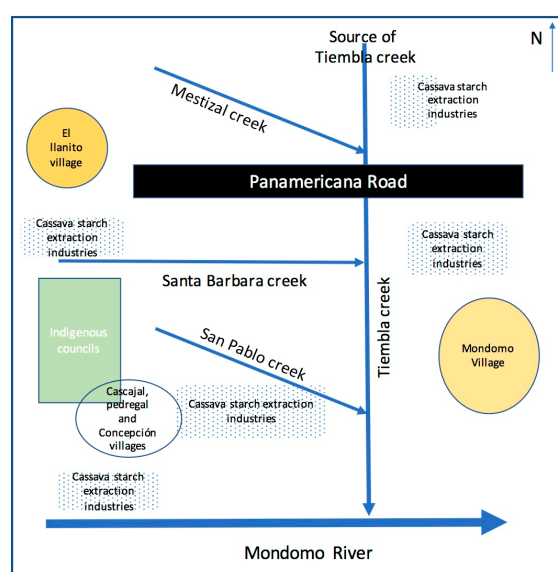 Source of
Tiembla creek
N
Mestizal creek
Cassava starch
extraction
industries
El
llanito
village
Panamericana Road
Cassava starch
extraction
industries
Cassava starch
extraction
industries
Santa Barbara creek
Tiembla creek
Indigenous
councils
San Pablo creek
Mondomo
Village
Cascajal,
pedregal
and
Concepción
villages
Cassava starch extraction
industries
Cassava starch
extraction
industries
Mondomo River